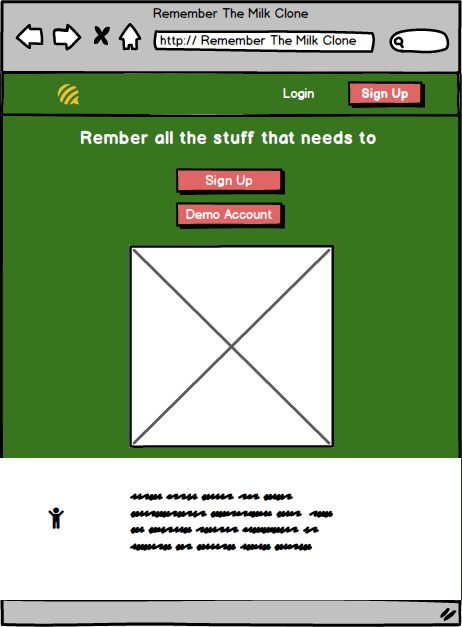 Remember The Milk Clone
http:// Remember The Milk Clone
Login
Sign Up
Rember all the stuff that needs to
Sign Up
Demo Account